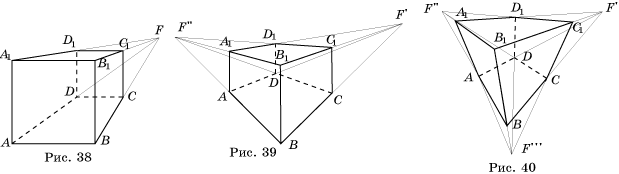 D₁ C₁ F
A₁ B₁
D C
A B
Рис. 38
F'' F'
A₁ D₁ C₁
B₁
D
A C
B
Рис. 39
F'' F'
A₁ D₁ C₁
B₁
D
A C
B
F'''
Рис. 40